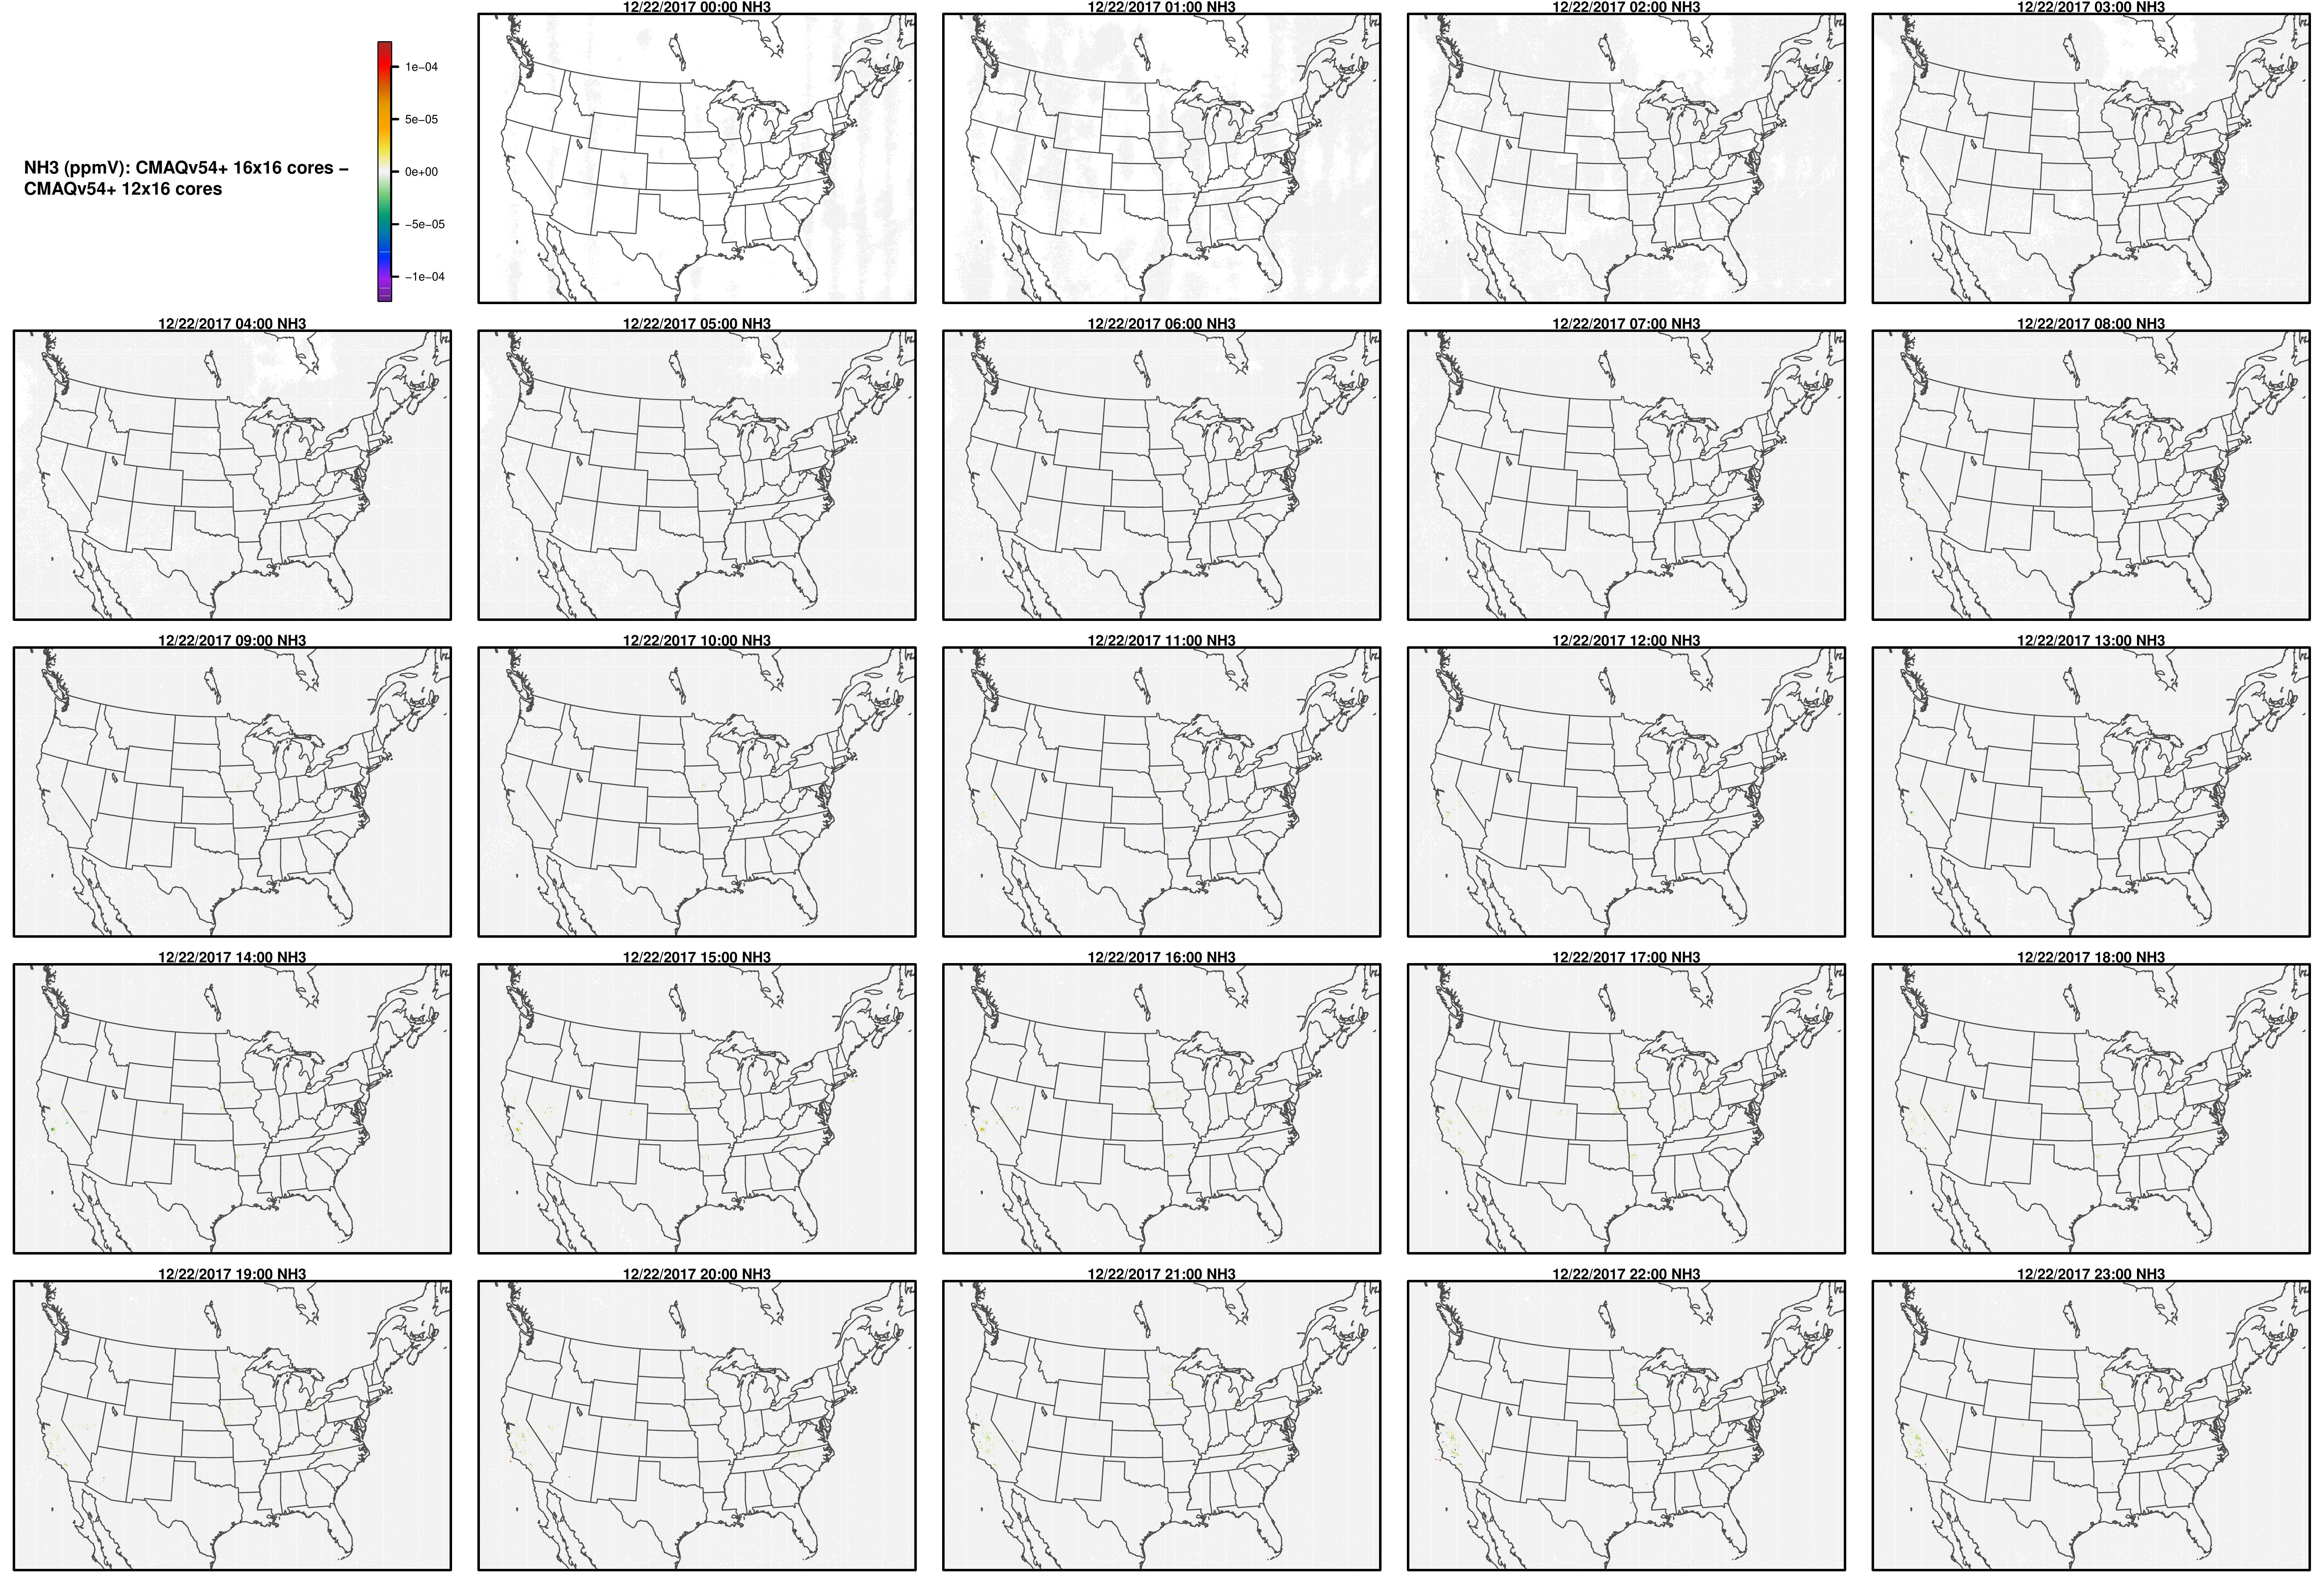 12/22/2017 00:00 NH3
12/22/2017 01:00 NH3
12/22/2017 02:00 NH3
12/22/2017 03:00 NH3
1e−04
5e−05
0e+00
−5e−05
−1e−04
NH3 (ppmV): CMAQv54+ 16x16 cores −
CMAQv54+ 12x16 cores
12/22/2017 04:00 NH3
12/22/2017 05:00 NH3
12/22/2017 06:00 NH3
12/22/2017 07:00 NH3
12/22/2017 08:00 NH3
12/22/2017 09:00 NH3
12/22/2017 10:00 NH3
12/22/2017 11:00 NH3
12/22/2017 12:00 NH3
12/22/2017 13:00 NH3
12/22/2017 14:00 NH3
12/22/2017 15:00 NH3
12/22/2017 16:00 NH3
12/22/2017 17:00 NH3
12/22/2017 18:00 NH3
12/22/2017 19:00 NH3
12/22/2017 20:00 NH3
12/22/2017 21:00 NH3
12/22/2017 22:00 NH3
12/22/2017 23:00 NH3